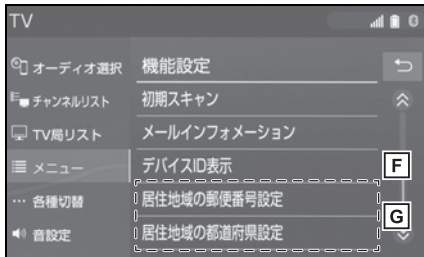 TV
オーディオ選択
チャンネルリスト
TV局リスト
メニュー
各種切替
音設定
機能設定
初期スキャン
メールインフォメーション
デバイスID表示
F
居住地域の郵便番号設定
G
居住地域の都道府県設定